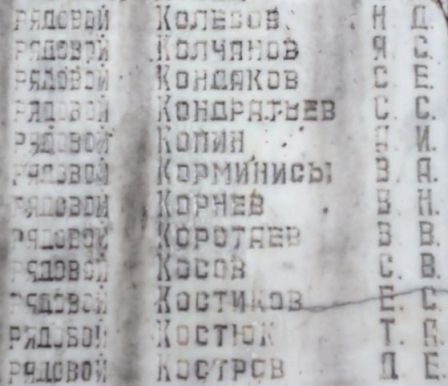 РЯДОВОЙ КОЛЕСОВ Н. Д.
РЯДОВОЙ КОЛЧАНОВ Я. С.
РЯДОВОЙ КОНДАКОВ С. Е.
РЯДОВОЙ КОНДРАТЬЕВ С. С.
РЯДОВОЙ КОПИН И.
РЯДОВОЙ КОРМИНИСЫ В. А.
РЯДОВОЙ КОРНЕВ В. Н.
РЯДОВОЙ КОРОТАЕВ В. В.
РЯДОВОЙ КОСОВ С. В.
РЯДОВОЙ КОСТИКОВ Е. С.
РЯДОВОЙ КОСТЮК Т. Я.
РЯДОВОЙ КОСТРОВ Е.